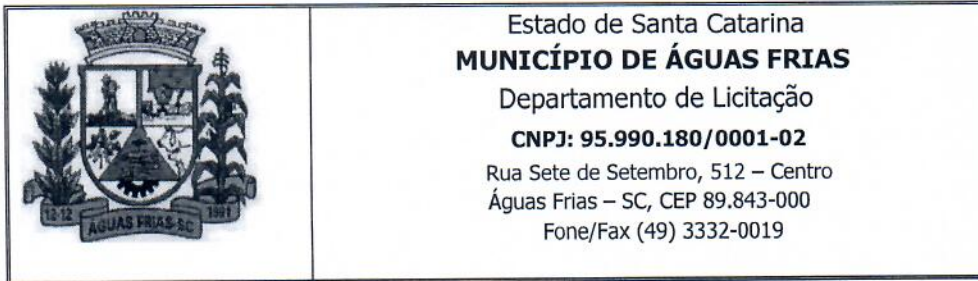 12-12
ÁGUAS FRIAS-SC
1991
Estado de Santa Catarina
MUNICÍPIO DE ÁGUAS FRIAS
Departamento de Licitação
CNPJ: 95.990.180/0001-02
Rua Sete de Setembro, 512 – Centro
Águas Frias – SC, CEP 89.843-000
Fone/Fax (49) 3332-0019